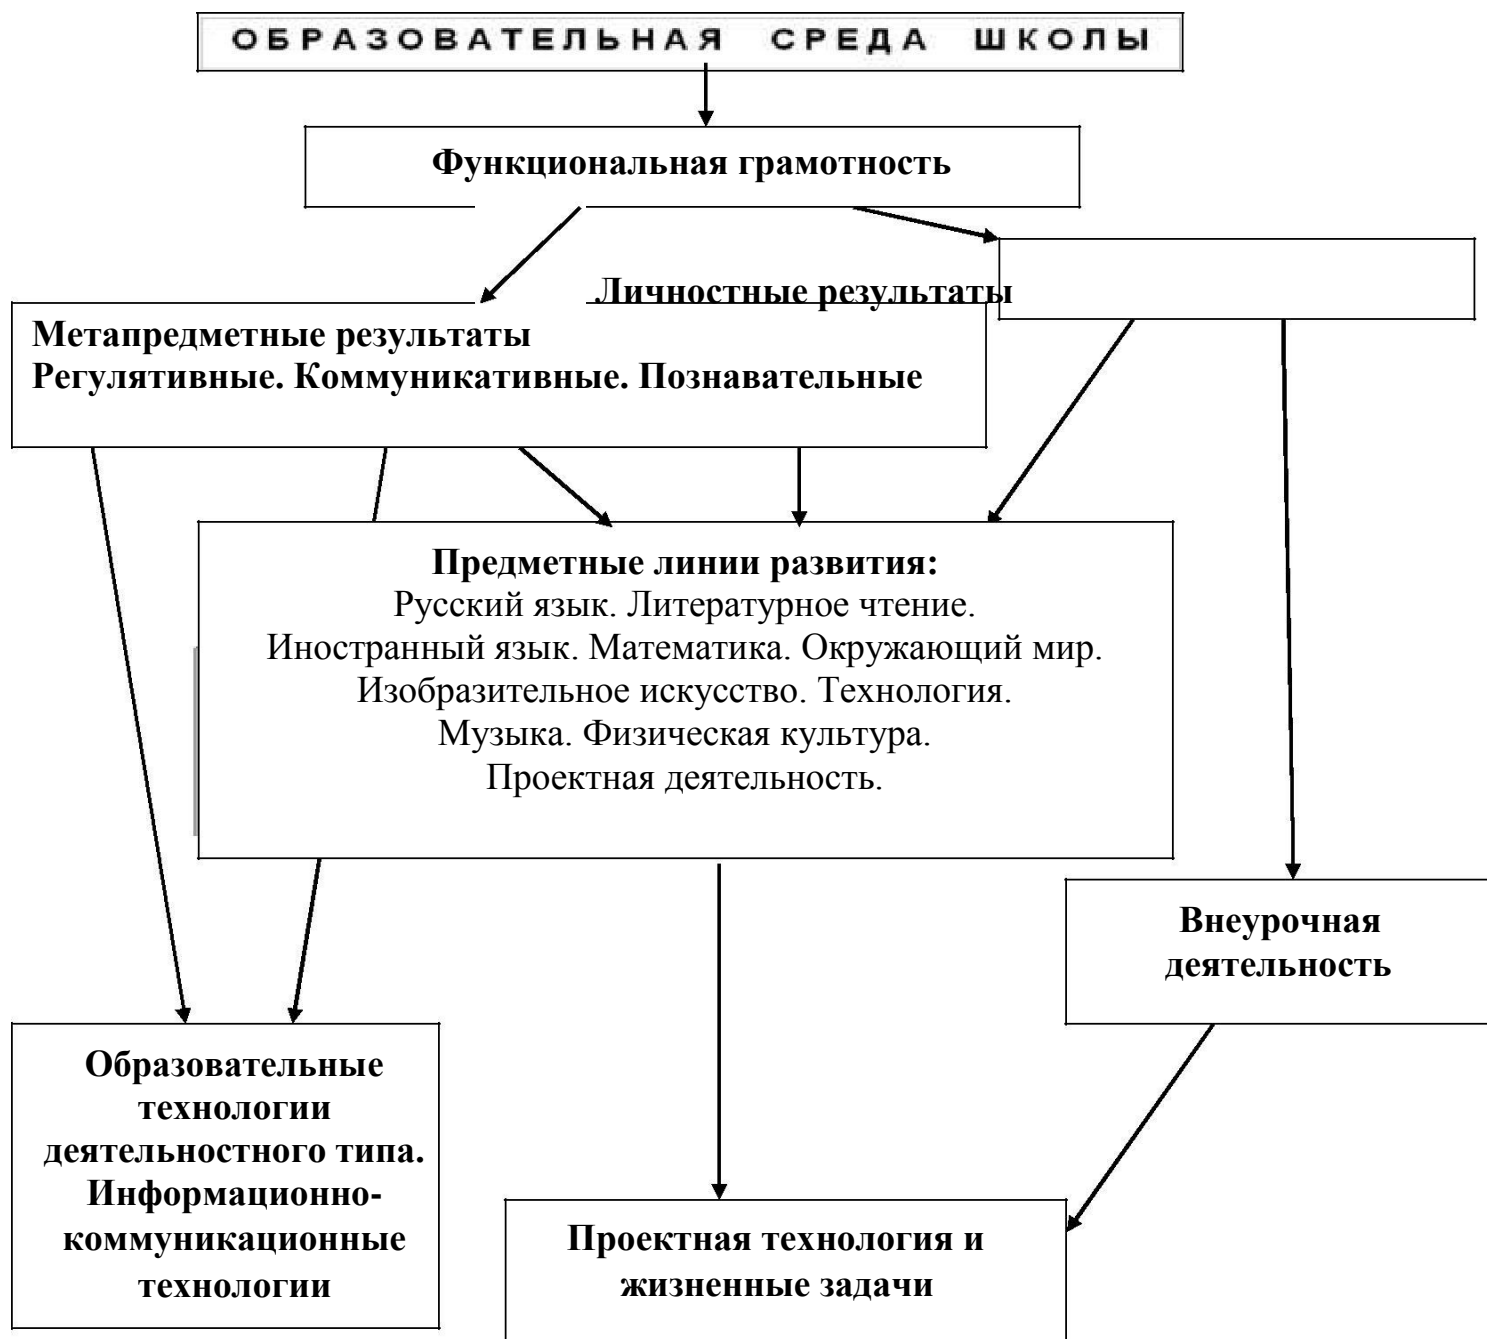 ОБРАЗОВАТЕЛЬНАЯ СРЕДА ШКОЛЫ
Функциональная грамотность
Личностные результаты
Метапредметные результаты
Регулятивные. Коммуникативные. Познавательные
Предметные линии развития:
Русский язык. Литературное чтение.
Иностранный язык. Математика. Окружающий мир.
Изобразительное искусство. Технология.
Музыка. Физическая культура.
Проектная деятельность.
Внеурочная
деятельность
Образовательные
технологии
деятельностного типа.
Информационно-
коммуникационные
технологии
Проектная технология и
жизненные задачи